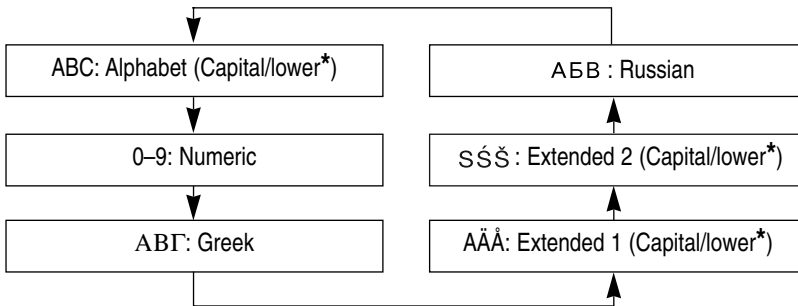 ABC: Alphabet (Capital/lower*)
0–9: Numeric
ΑΒΓ: Greek
AÄÅ: Extended 1 (Capital/lower*)
SŚŠ: Extended 2 (Capital/lower*)
АБВ : Russian